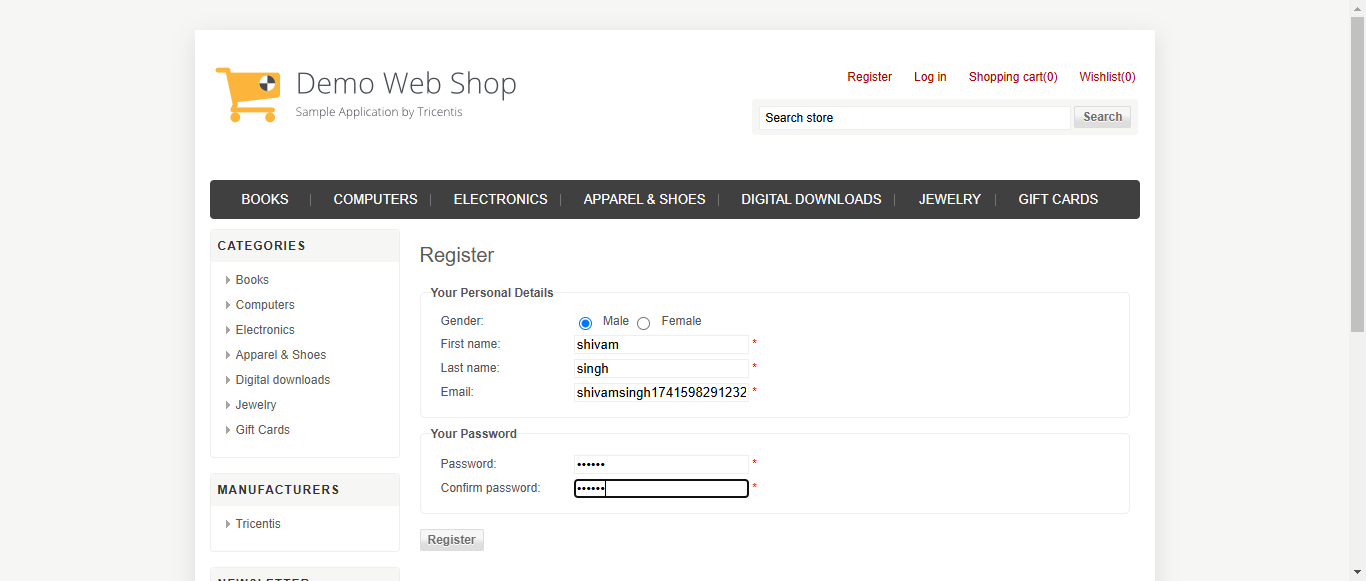 Demo Web Shop
Sample Application by Tricentis
Register Log in Shopping cart(0) Wishlist(0)
Search store Search
BOOKS COMPUTERS ELECTRONICS APPAREL & SHOES DIGITAL DOWNLOADS JEWELRY GIFT CARDS
CATEGORIES
Books
Computers
Electronics
Apparel & Shoes
Digital downloads
Jewelry
Gift Cards
MANUFACTURERS
Tricentis
NEWSLETTER
Register
Your Personal Details
Gender: Male Female
First name: shivam *
Last name: singh *
Email: shivamsingh1741598291232 *
Your Password
Password: •••••• *
Confirm password: •••••• *
Register